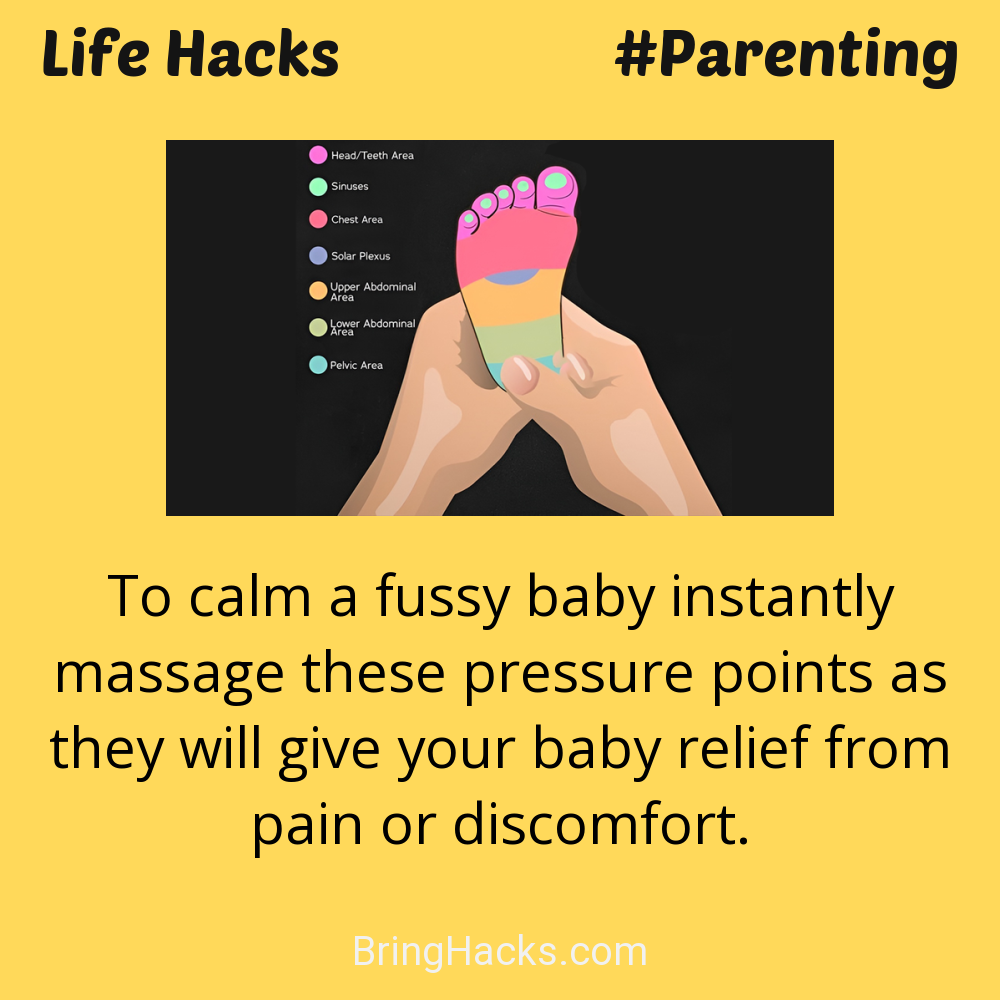 Life Hacks
#Parenting
Head/Teeth Area
Sinuses
Chest Area
Solar Plexus
Upper Abdominal
Area
Lower Abdominal
Area
Pelvic Area
To calm a fussy baby instantly
massage these pressure points as
they will give your baby relief from
pain or discomfort.
BringHacks.com